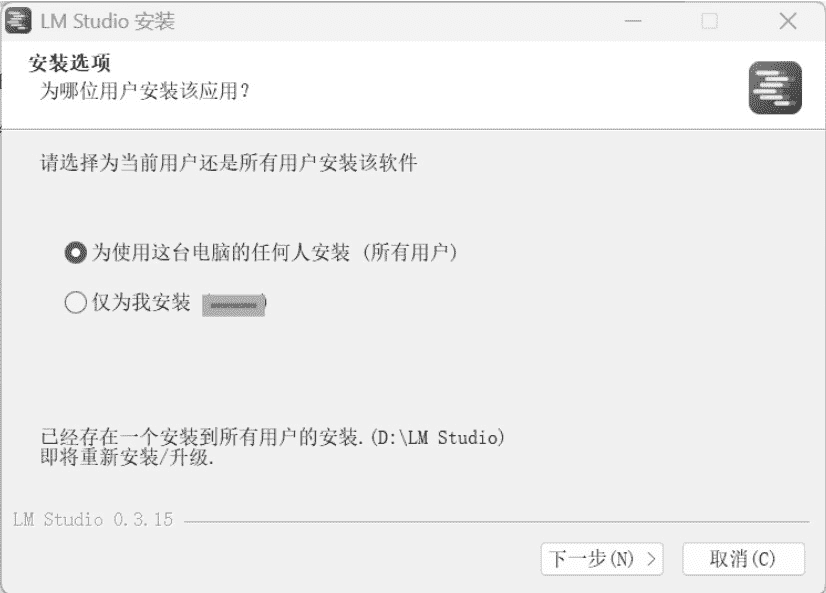 LM Studio 安装
安装选项
为哪位用户安装该应用？
请选择为当前用户还是所有用户安装该软件
为使用这台电脑的任何人安装 (所有用户)
仅为我安装 )
已经存在一个安装到所有用户的安装.(D:\LM Studio)
即将重新安装/升级.
LM Studio 0.3.15
下一步(N) >
取消(C)